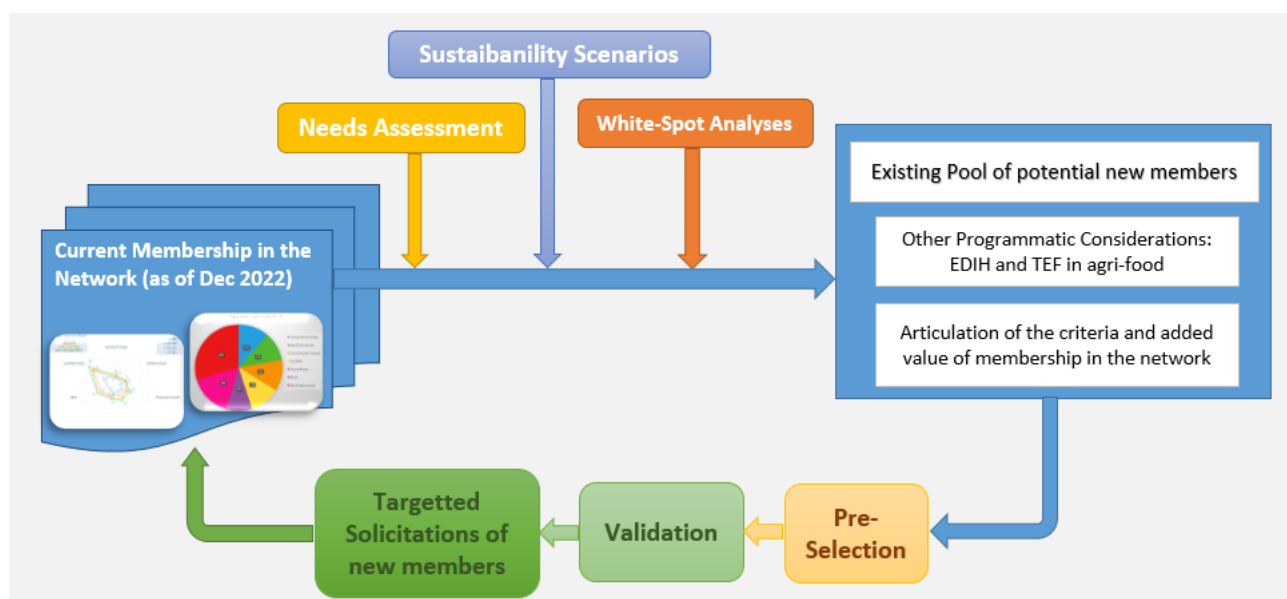 Sustaibanility Scenarios
Needs Assessment
White-Spot Analyses
Current Membership in the
Network (as of Dec 2022)
Existing Pool of potential new members
Other Programmatic Considerations:
EDIH and TEF in agri-food
Articulation of the criteria and added
value of membership in the network
Pre-
Selection
Validation
Targetted
Solicitations of
new members